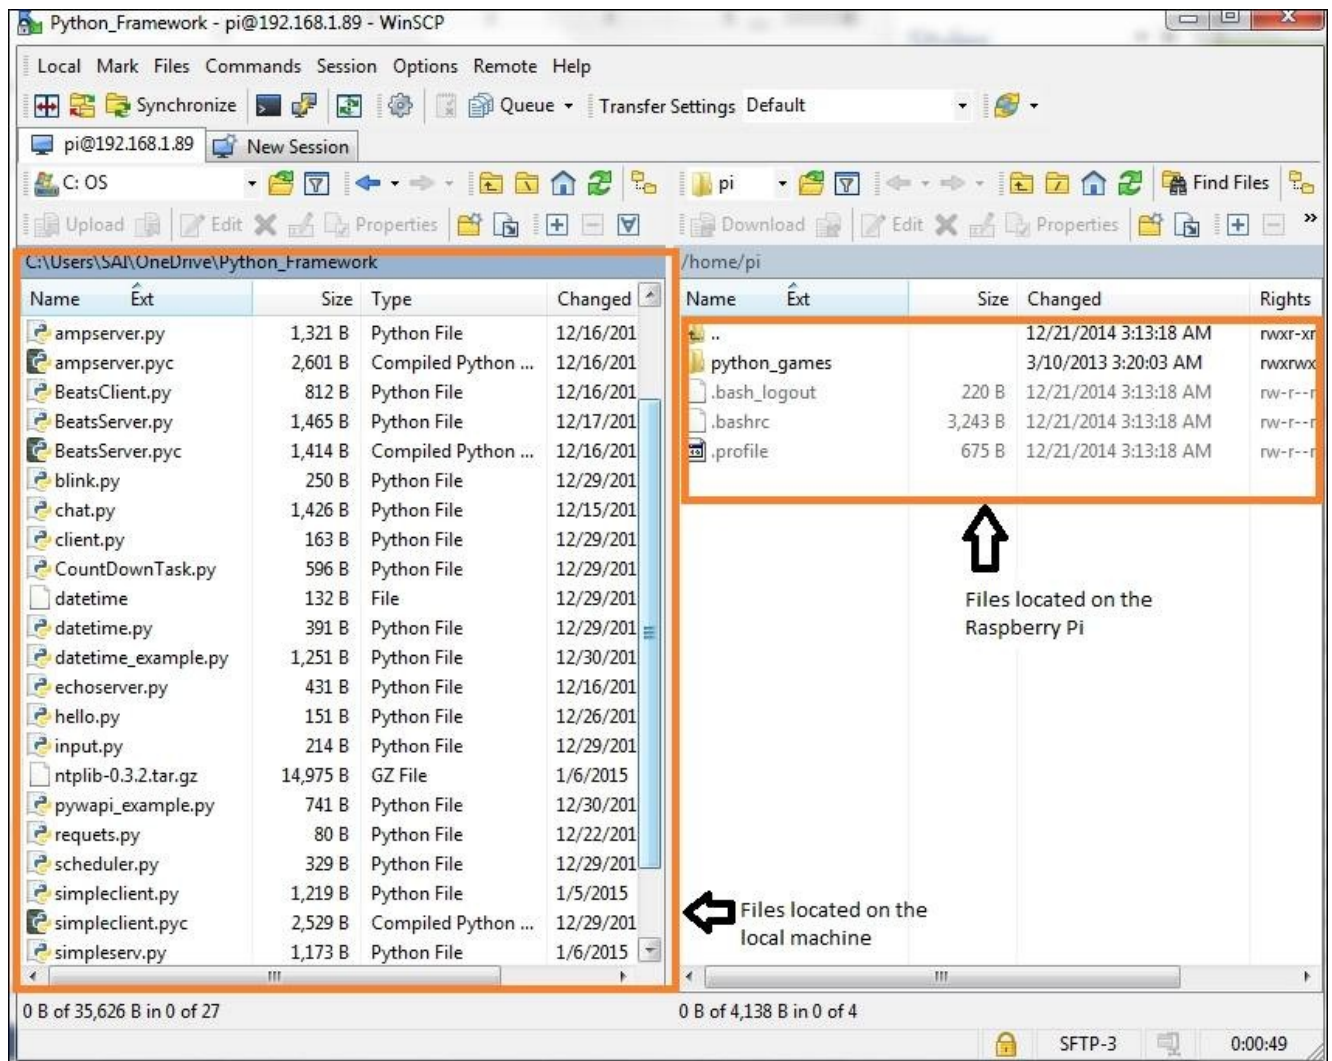 Python_Framework - pi@192.168.1.89 - WinSCP
Local Mark Files Commands Session Options Remote Help
Synchronize Queue Transfer Settings Default
pi@192.168.1.89 New Session
C: OS pi Find Files
Upload Edit Properties Download Edit Properties »
C:\Users\SAI\OneDrive\Python_Framework
Name Ext Size Type Changed
ampserver.py 1,321 B Python File 12/16/201
ampserver.pyc 2,601 B Compiled Python ... 12/16/201
BeatsClient.py 812 B Python File 12/16/201
BeatsServer.py 1,465 B Python File 12/17/201
BeatsServer.pyc 1,414 B Compiled Python ... 12/16/201
blink.py 250 B Python File 12/29/201
chat.py 1,426 B Python File 12/15/201
client.py 163 B Python File 12/29/201
CountDownTask.py 596 B Python File 12/29/201
datetime 132 B File 12/29/201
datetime.py 391 B Python File 12/29/201
datetime_example.py 1,251 B Python File 12/30/201
echoserver.py 431 B Python File 12/16/201
hello.py 151 B Python File 12/26/201
input.py 214 B Python File 12/29/201
ntplib-0.3.2.tar.gz 14,975 B GZ File 1/6/2015
pywapi_example.py 741 B Python File 12/30/201
requets.py 80 B Python File 12/22/201
scheduler.py 329 B Python File 12/29/201
simpleclient.py 1,219 B Python File 1/5/2015
simpleclient.pyc 2,529 B Compiled Python ... 12/29/201
simpleserv.py 1,173 B Python File 1/6/2015
0 B of 35,626 B in 0 of 27
/home/pi
Name Ext Size Changed Rights
.. 12/21/2014 3:13:18 AM rwxr-xr
python_games 3/10/2013 3:20:03 AM rwxrwx
.bash_logout 220 B 12/21/2014 3:13:18 AM rw-r--r
.bashrc 3,243 B 12/21/2014 3:13:18 AM rw-r--r
.profile 675 B 12/21/2014 3:13:18 AM rw-r--r
Files located on the
Raspberry Pi
Files located on the
local machine
0 B of 4,138 B in 0 of 4
SFTP-3 0:00:49